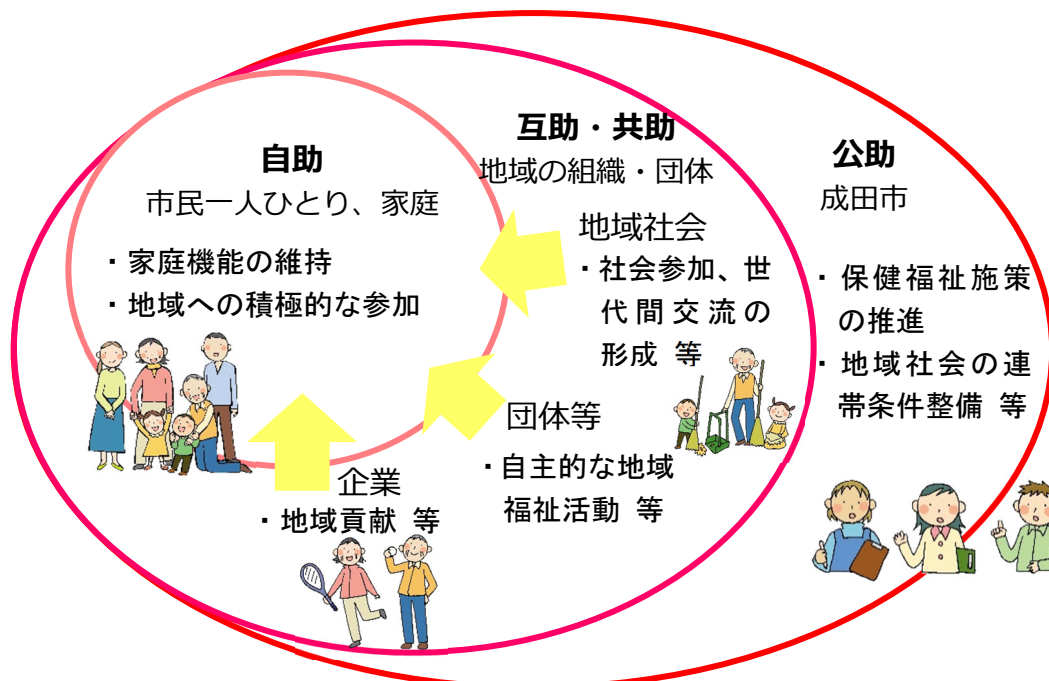 自助
市民一人ひとり、家庭
・家庭機能の維持
・地域への積極的な参加
互助・共助
地域の組織・団体
地域社会
・社会参加、世
代間交流の
形成 等
団体等
・自主的な地域
福祉活動 等
企業
・地域貢献 等
公助
成田市
・保健福祉施策
の推進
・地域社会の連
帯条件整備 等